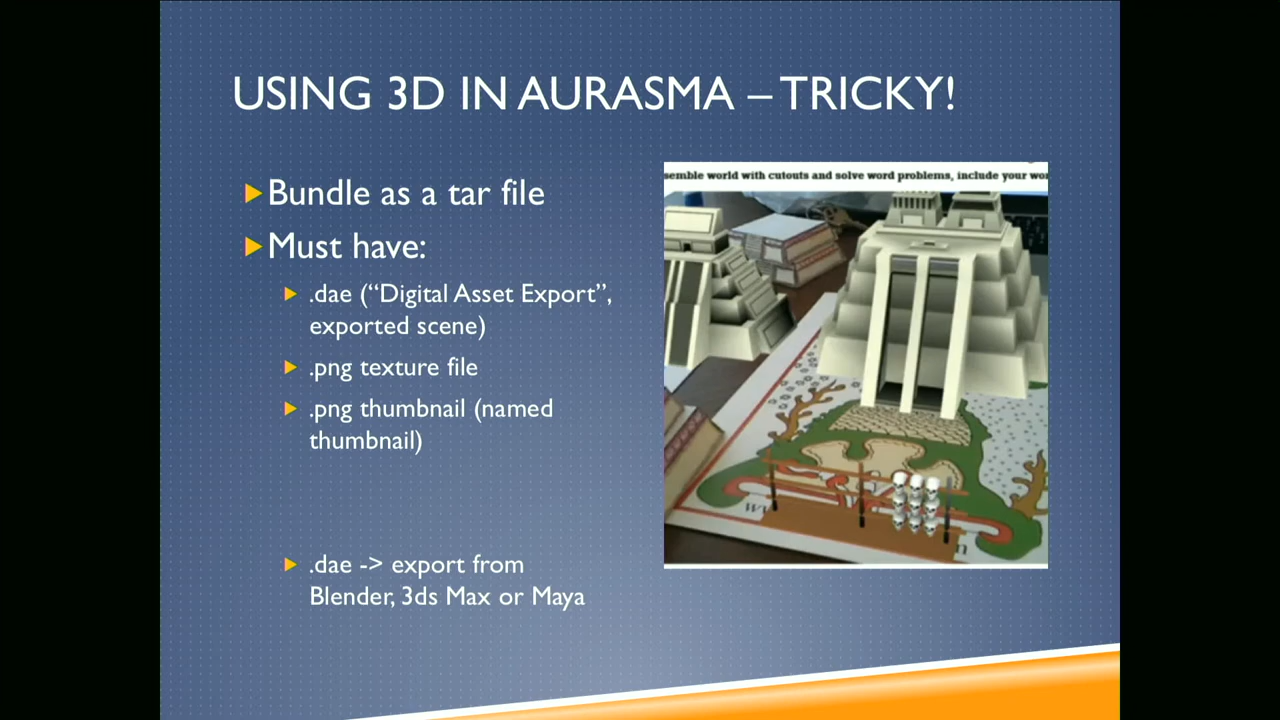 USING 3D IN AURASMA – TRICKY!
Bundle as a tar file
Must have:
.dae (“Digital Asset Export”,
exported scene)
.png texture file
.png thumbnail (named
thumbnail)
.dae -> export from
Blender, 3ds Max or Maya
semble world with cutouts and solve word problems, include your wor